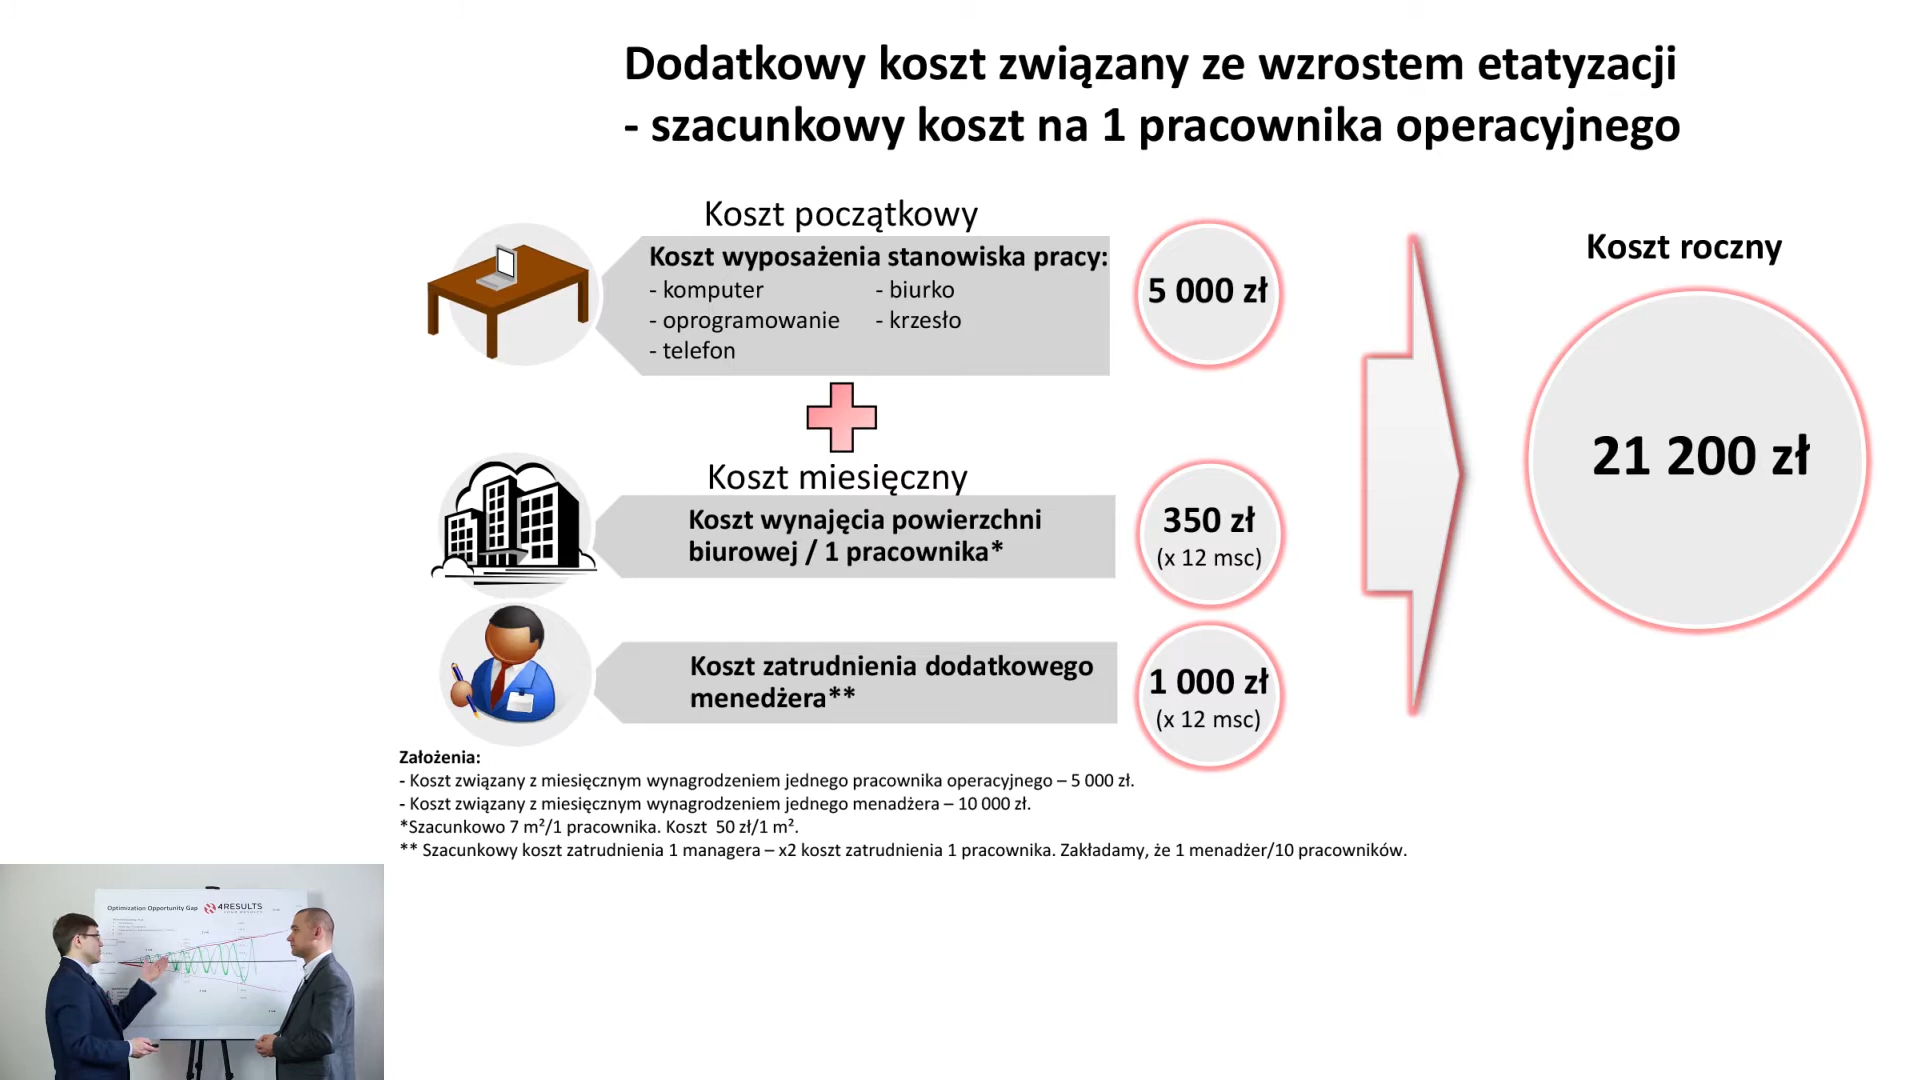 Dodatkowy koszt związany ze wzrostem etatyzacji
- szacunkowy koszt na 1 pracownika operacyjnego
Koszt początkowy
Koszt wyposażenia stanowiska pracy:
- komputer - biurko
- oprogramowanie - krzesło
- telefon
5 000 zł
Koszt miesięczny
Koszt wynajęcia powierzchni
biurowej / 1 pracownika*
350 zł
(x 12 msc)
Koszt zatrudnienia dodatkowego
menedżera**
1 000 zł
(x 12 msc)
Koszt roczny
21 200 zł
Założenia:
- Koszt związany z miesięcznym wynagrodzeniem jednego pracownika operacyjnego – 5 000 zł.
- Koszt związany z miesięcznym wynagrodzeniem jednego menadżera – 10 000 zł.
*Szacunkowo 7 m²/1 pracownika. Koszt  50 zł/1 m².
** Szacunkowy koszt zatrudnienia 1 managera – x2 koszt zatrudnienia 1 pracownika. Zakładamy, że 1 menadżer/10 pracowników.
Optimization Opportunity Gap
4RESULTS